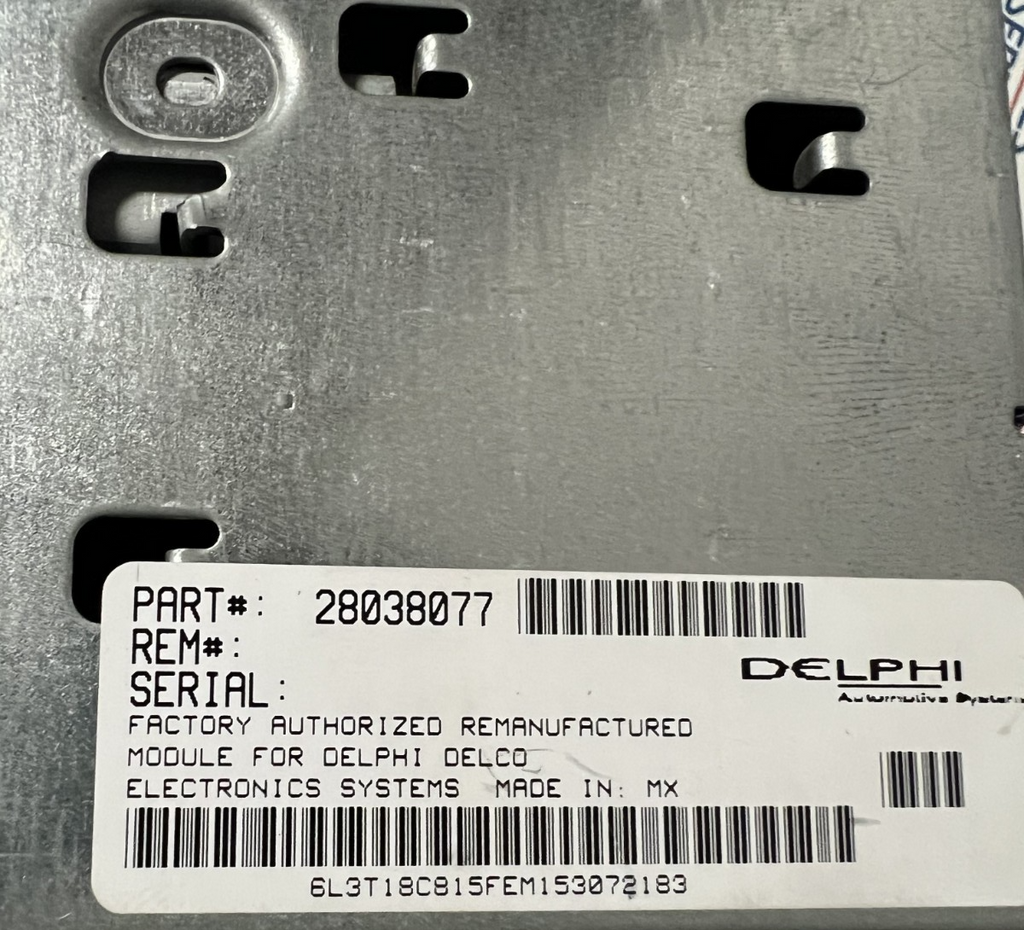 PART#: 28038077
REM#:
SERIAL:
DELPHI
Automotive Systems
FACTORY AUTHORIZED REMANUFACTURED
MODULE FOR DELPHI DELCO
ELECTRONICS SYSTEMS MADE IN: MX
6L3T18C815FEM153072183